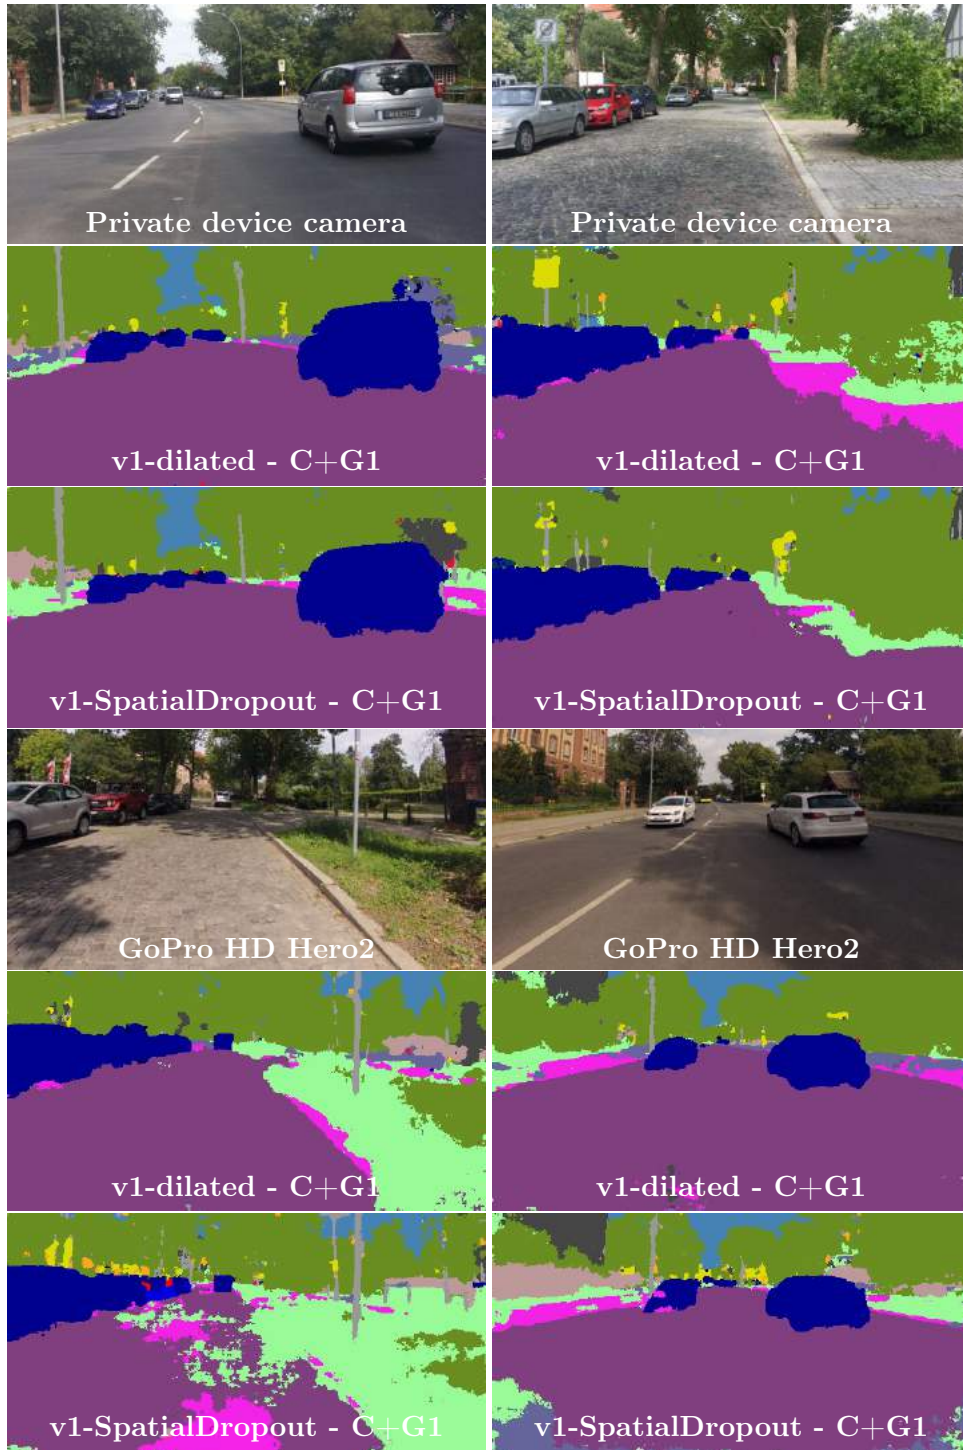 Private device camera
Private device camera
v1-dilated - C+G1
v1-dilated - C+G1
v1-SpatialDropout - C+G1
v1-SpatialDropout - C+G1
GoPro HD Hero2
GoPro HD Hero2
v1-dilated - C+G1
v1-dilated - C+G1
v1-SpatialDropout - C+G1
v1-SpatialDropout - C+G1